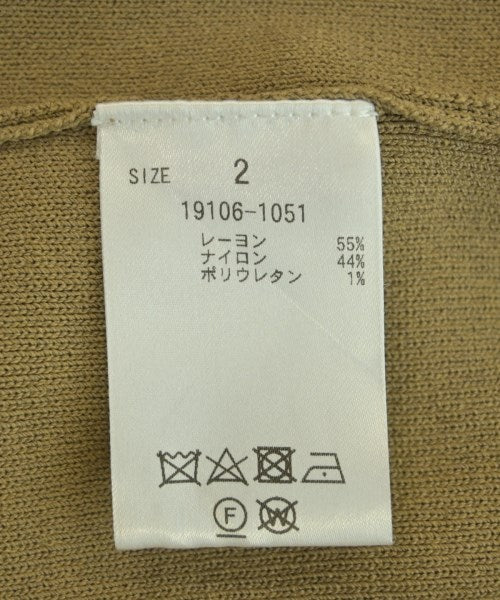 SIZE 2
19106-1051
レーヨン 55%
ナイロン 44%
ポリウレタン 1%
F W